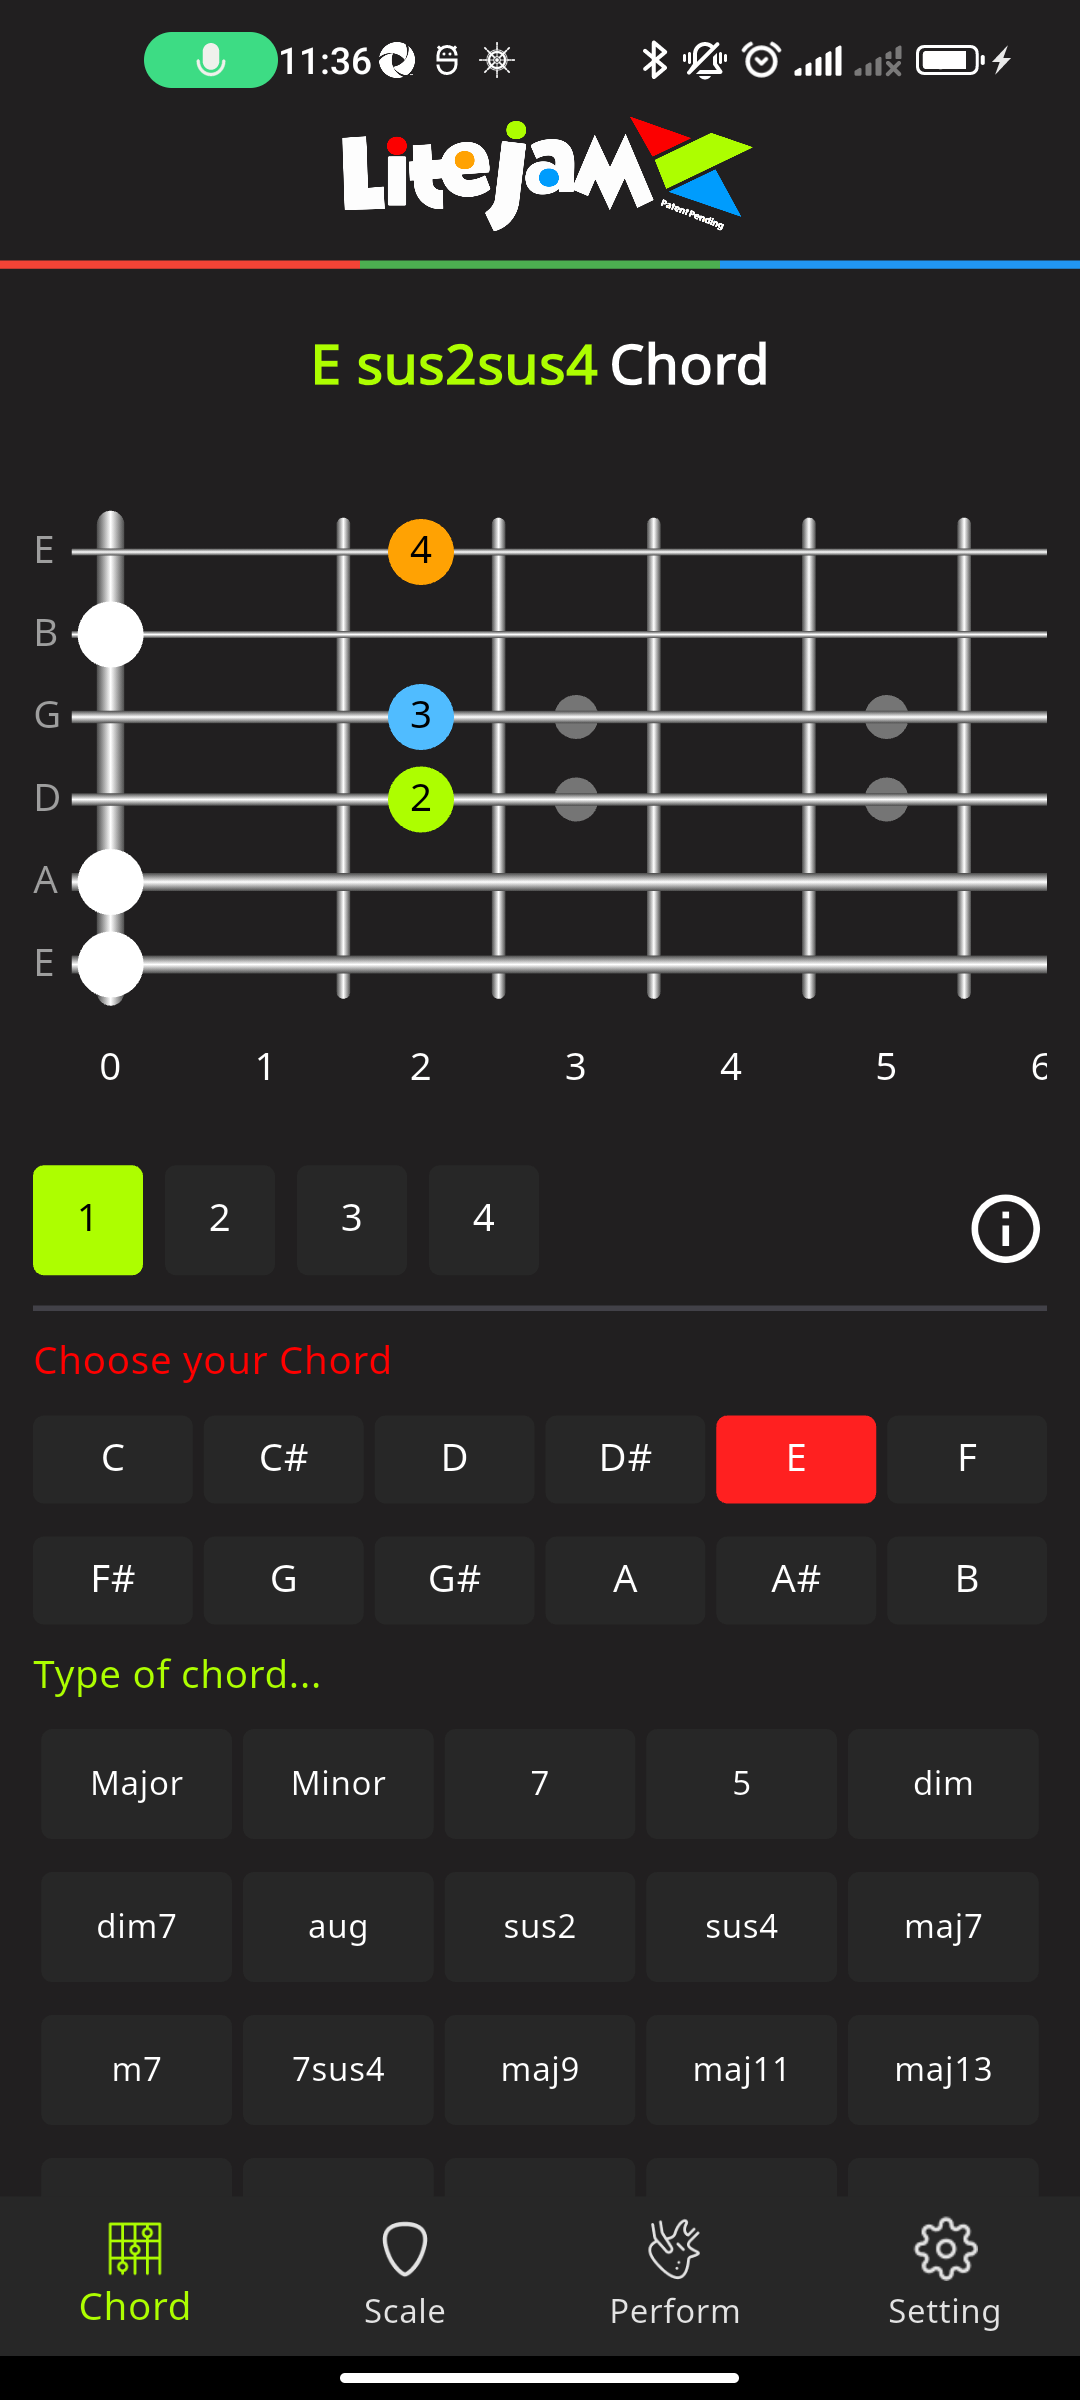 11:36
Litejam
Patent Pending
E sus2sus4 Chord
E 4
B
G 3
D 2
A
E
0 1 2 3 4 5 6
1 2 3 4
Choose your Chord
C C# D D# E F
F# G G# A A# B
Type of chord...
Major Minor 7 5 dim
dim7 aug sus2 sus4 maj7
m7 7sus4 maj9 maj11 maj13
Chord Scale Perform Setting